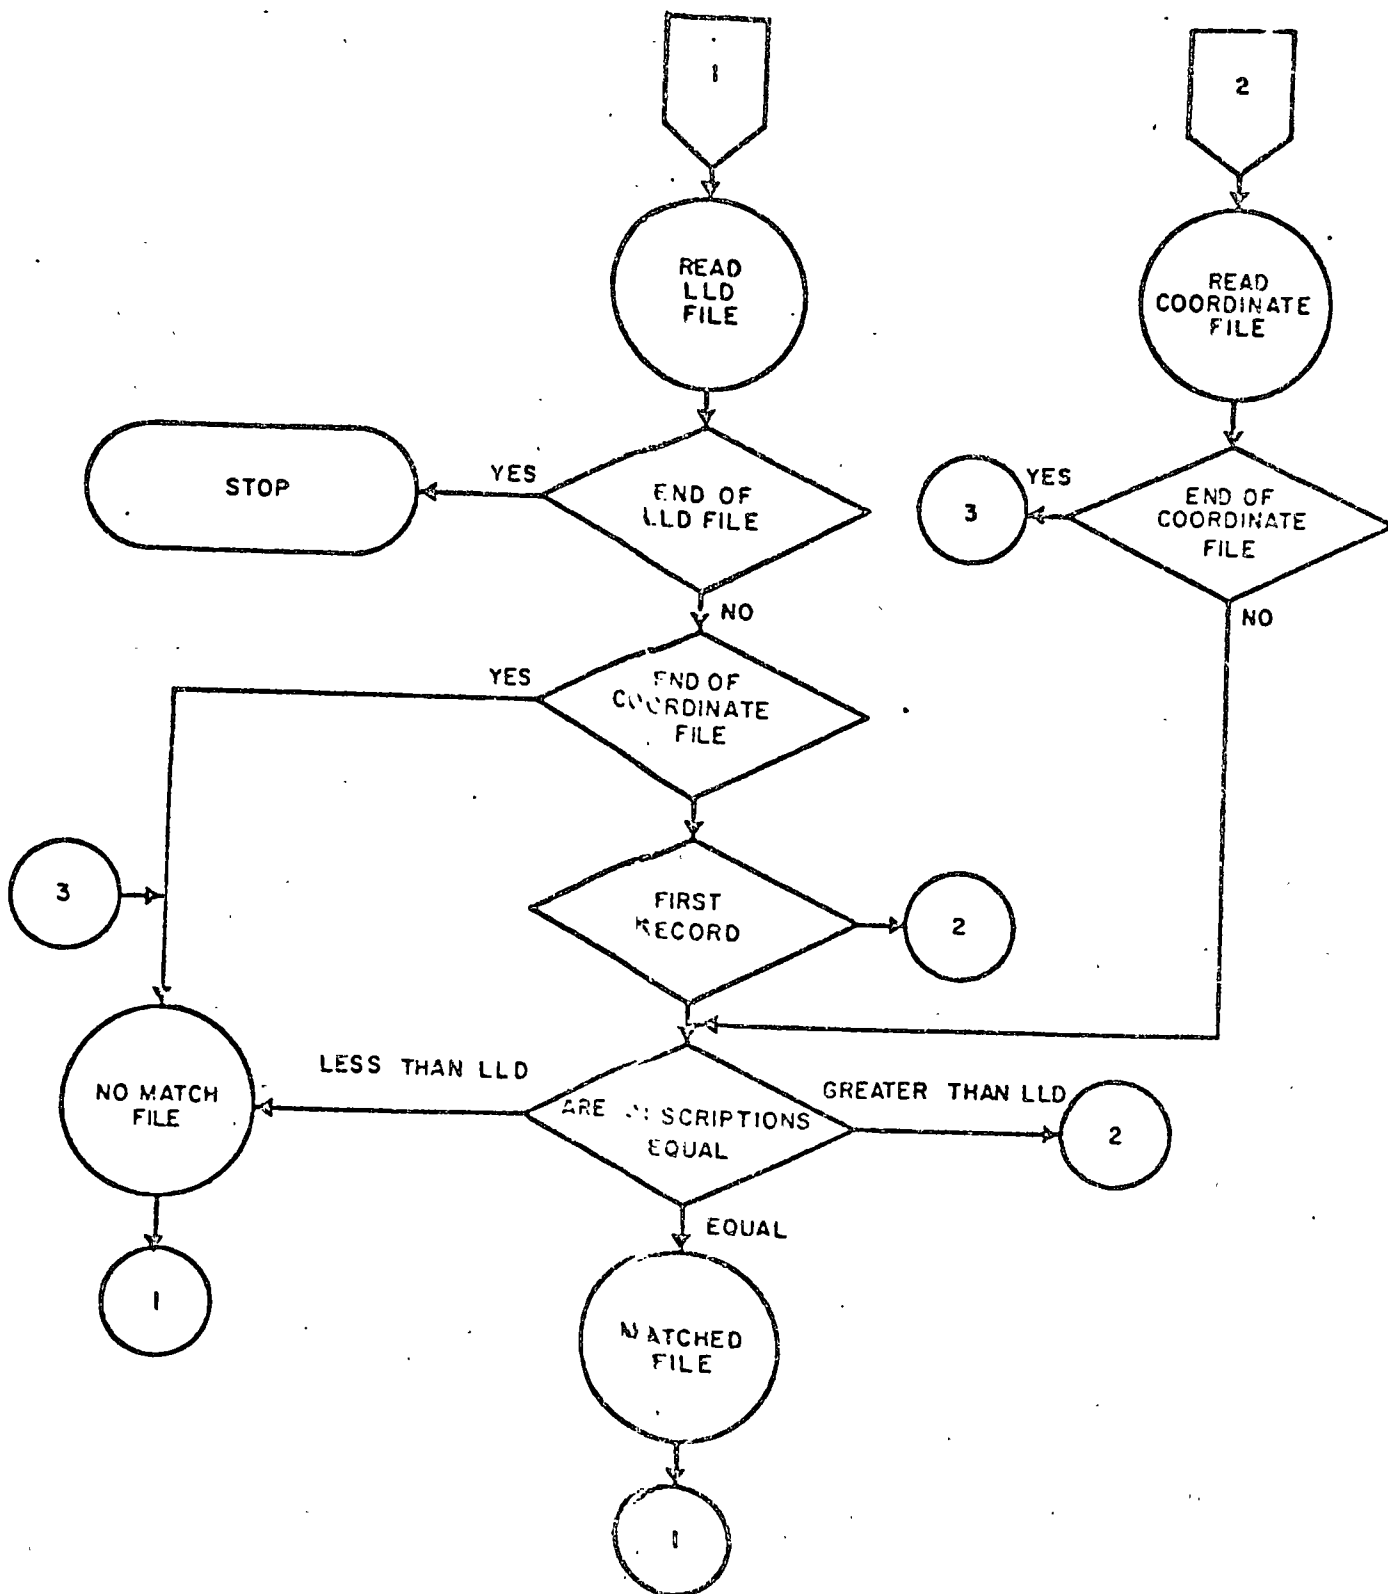 1
2
READ
LLD
FILE
READ
COORDINATE
FILE
STOP
YES
END OF
LLD FILE
3
YES
END OF
COORDINATE
FILE
NO
NO
YES
END OF
COORDINATE
FILE
3
FIRST
RECORD
2
NO MATCH
FILE
LESS THAN LLD
ARE
EQUAL
GREATER THAN LLD
2
EQUAL
1
MATCHED
FILE
1